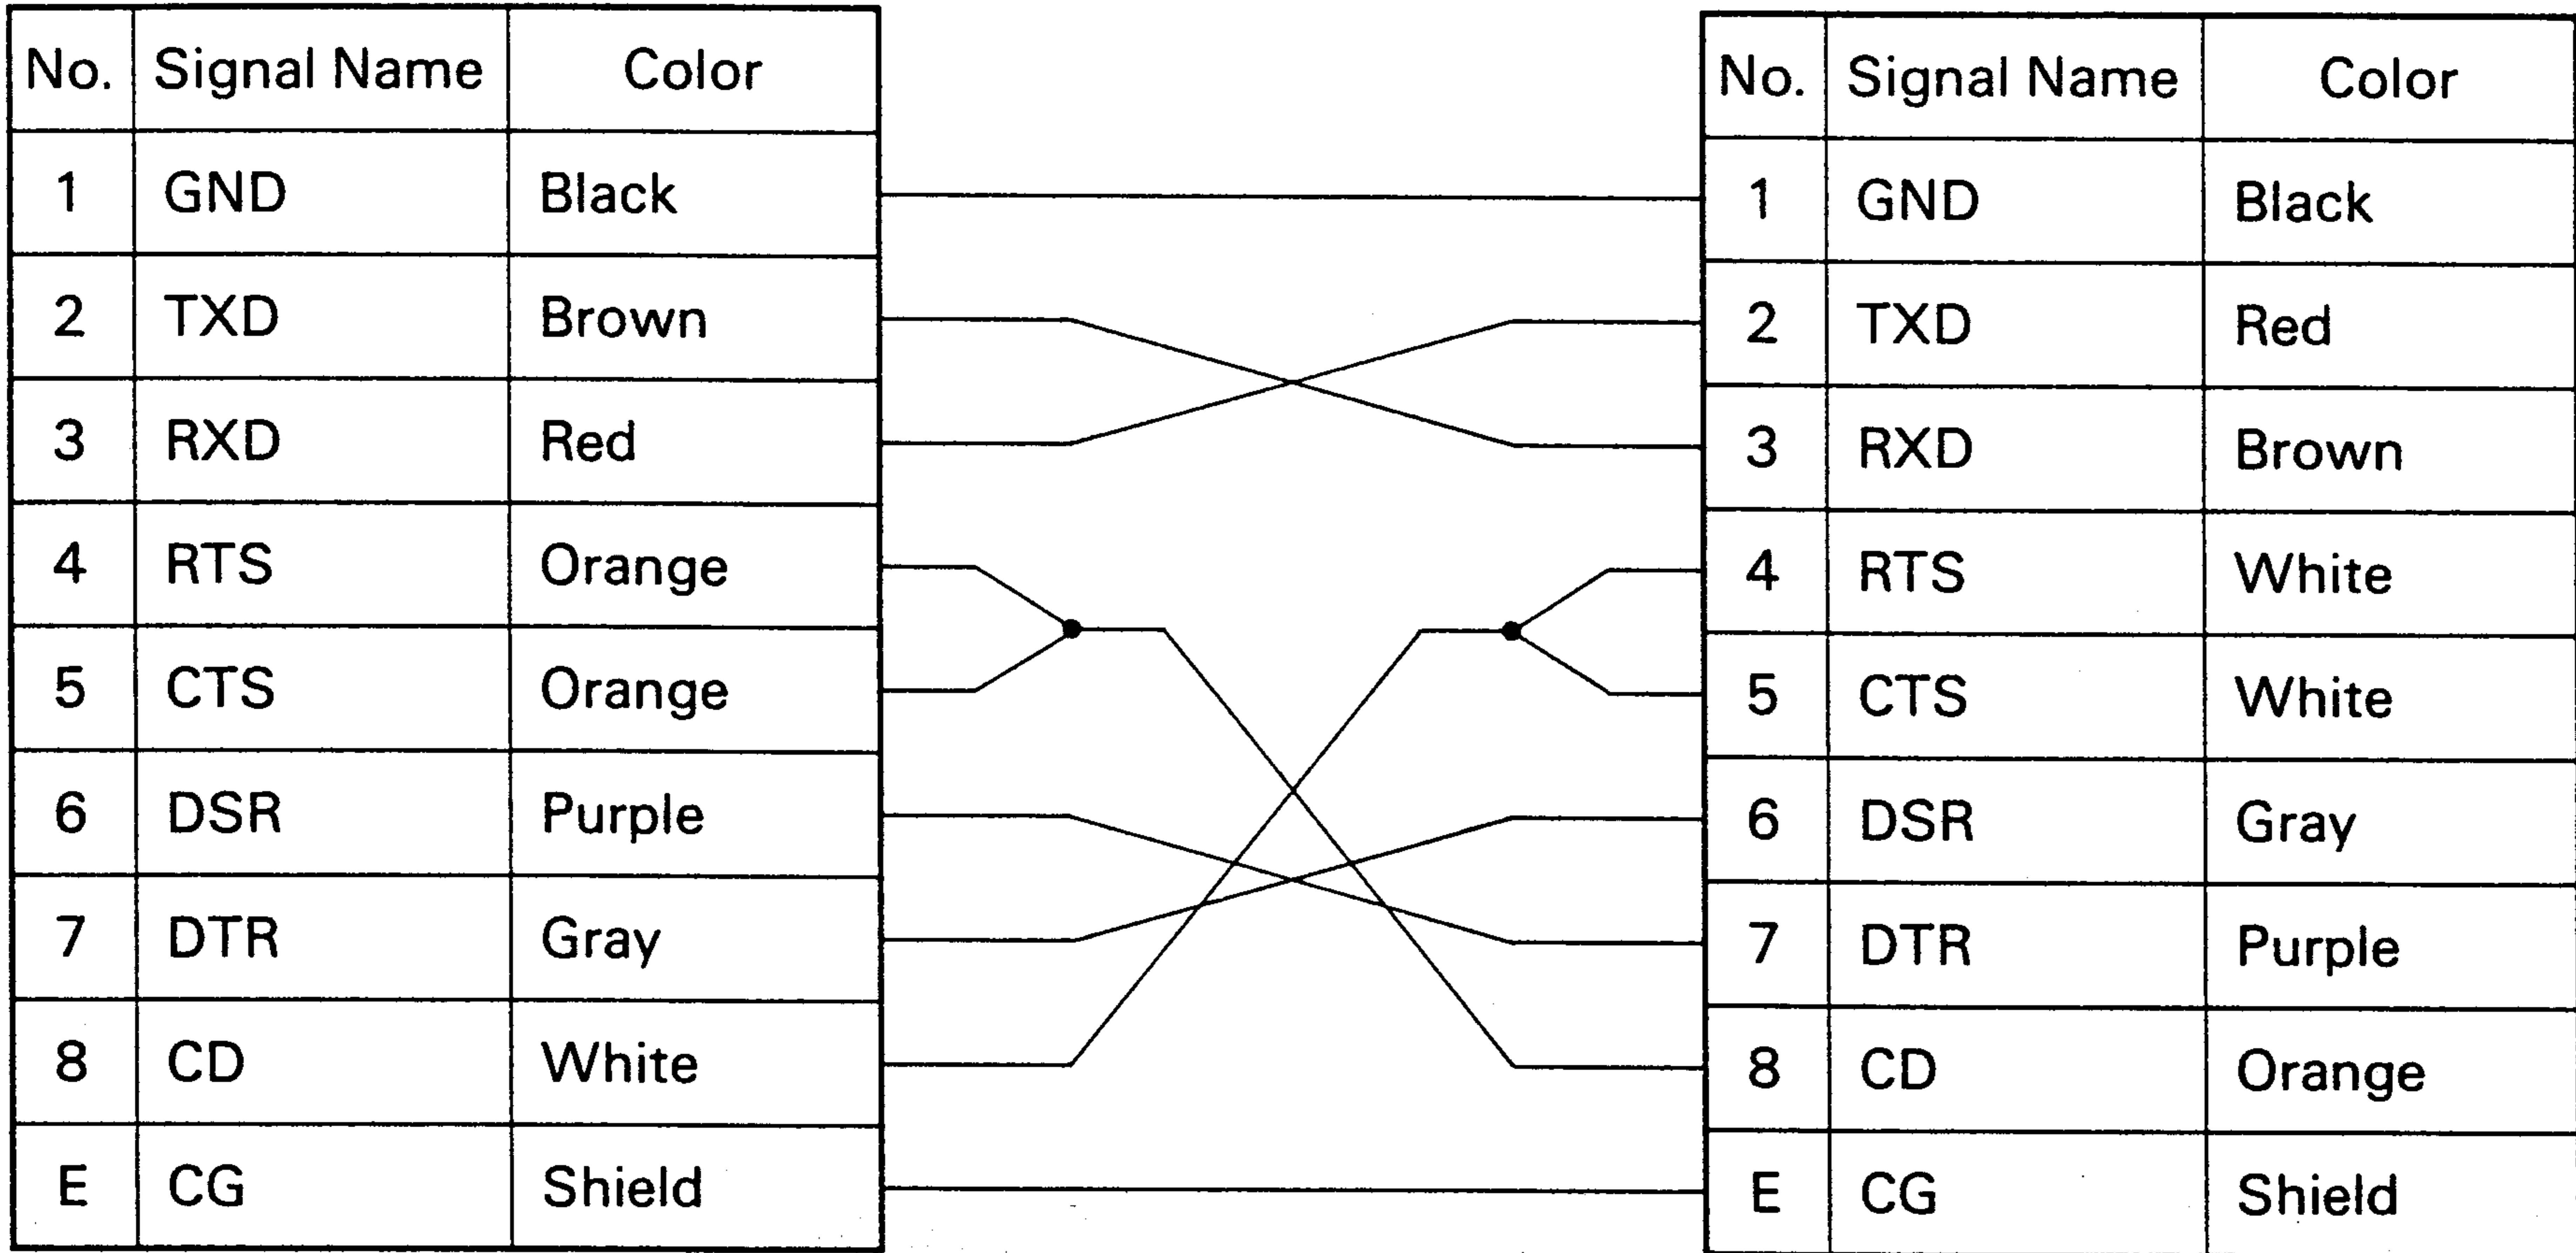 No. Signal Name Color
1 GND Black
2 TXD Brown
3 RXD Red
4 RTS Orange
5 CTS Orange
6 DSR Purple
7 DTR Gray
8 CD White
E CG Shield
No. Signal Name Color
1 GND Black
2 TXD Red
3 RXD Brown
4 RTS White
5 CTS White
6 DSR Gray
7 DTR Purple
8 CD Orange
E CG Shield